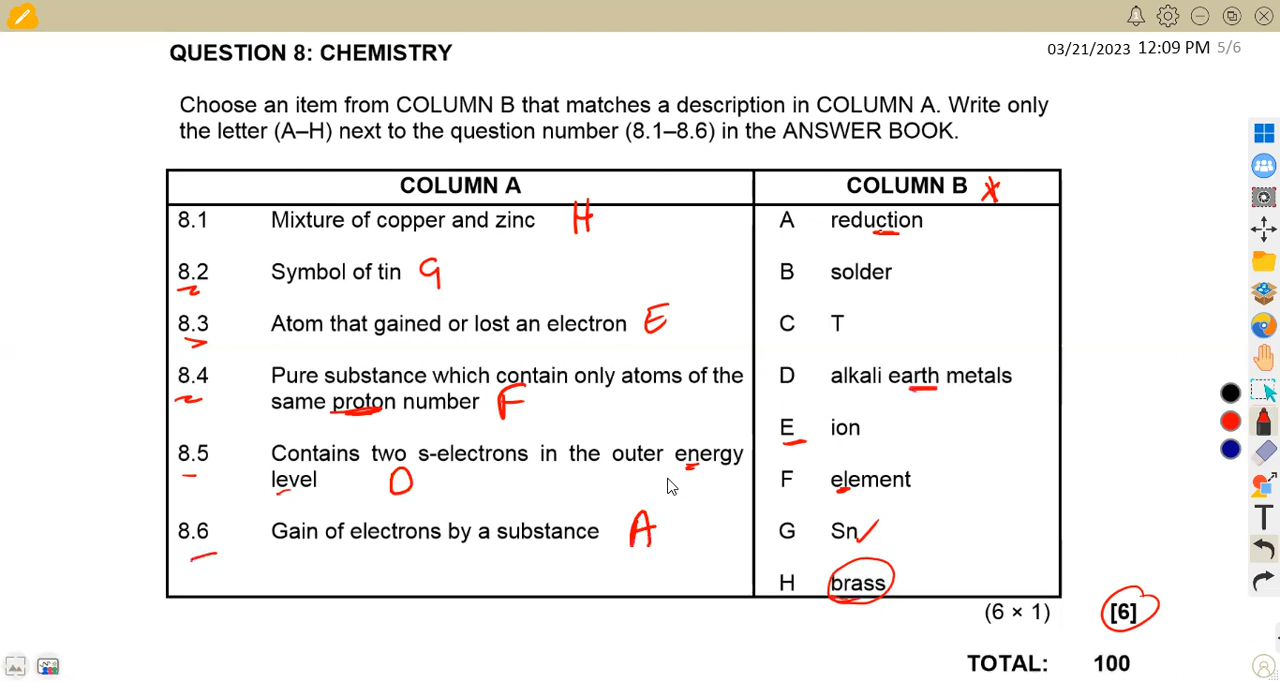 03/21/2023 12:09 PM 5/6
QUESTION 8: CHEMISTRY
Choose an item from COLUMN B that matches a description in COLUMN A. Write only
the letter (A–H) next to the question number (8.1–8.6) in the ANSWER BOOK.
COLUMN A COLUMN B
8.1 Mixture of copper and zinc H A reduction
8.2 Symbol of tin G B solder
8.3 Atom that gained or lost an electron E C T
8.4 Pure substance which contain only atoms of the D alkali earth metals
same proton number F
E ion
8.5 Contains two s-electrons in the outer energy
level D F element
8.6 Gain of electrons by a substance A G Sn
H brass
(6 × 1) [6]
TOTAL: 100